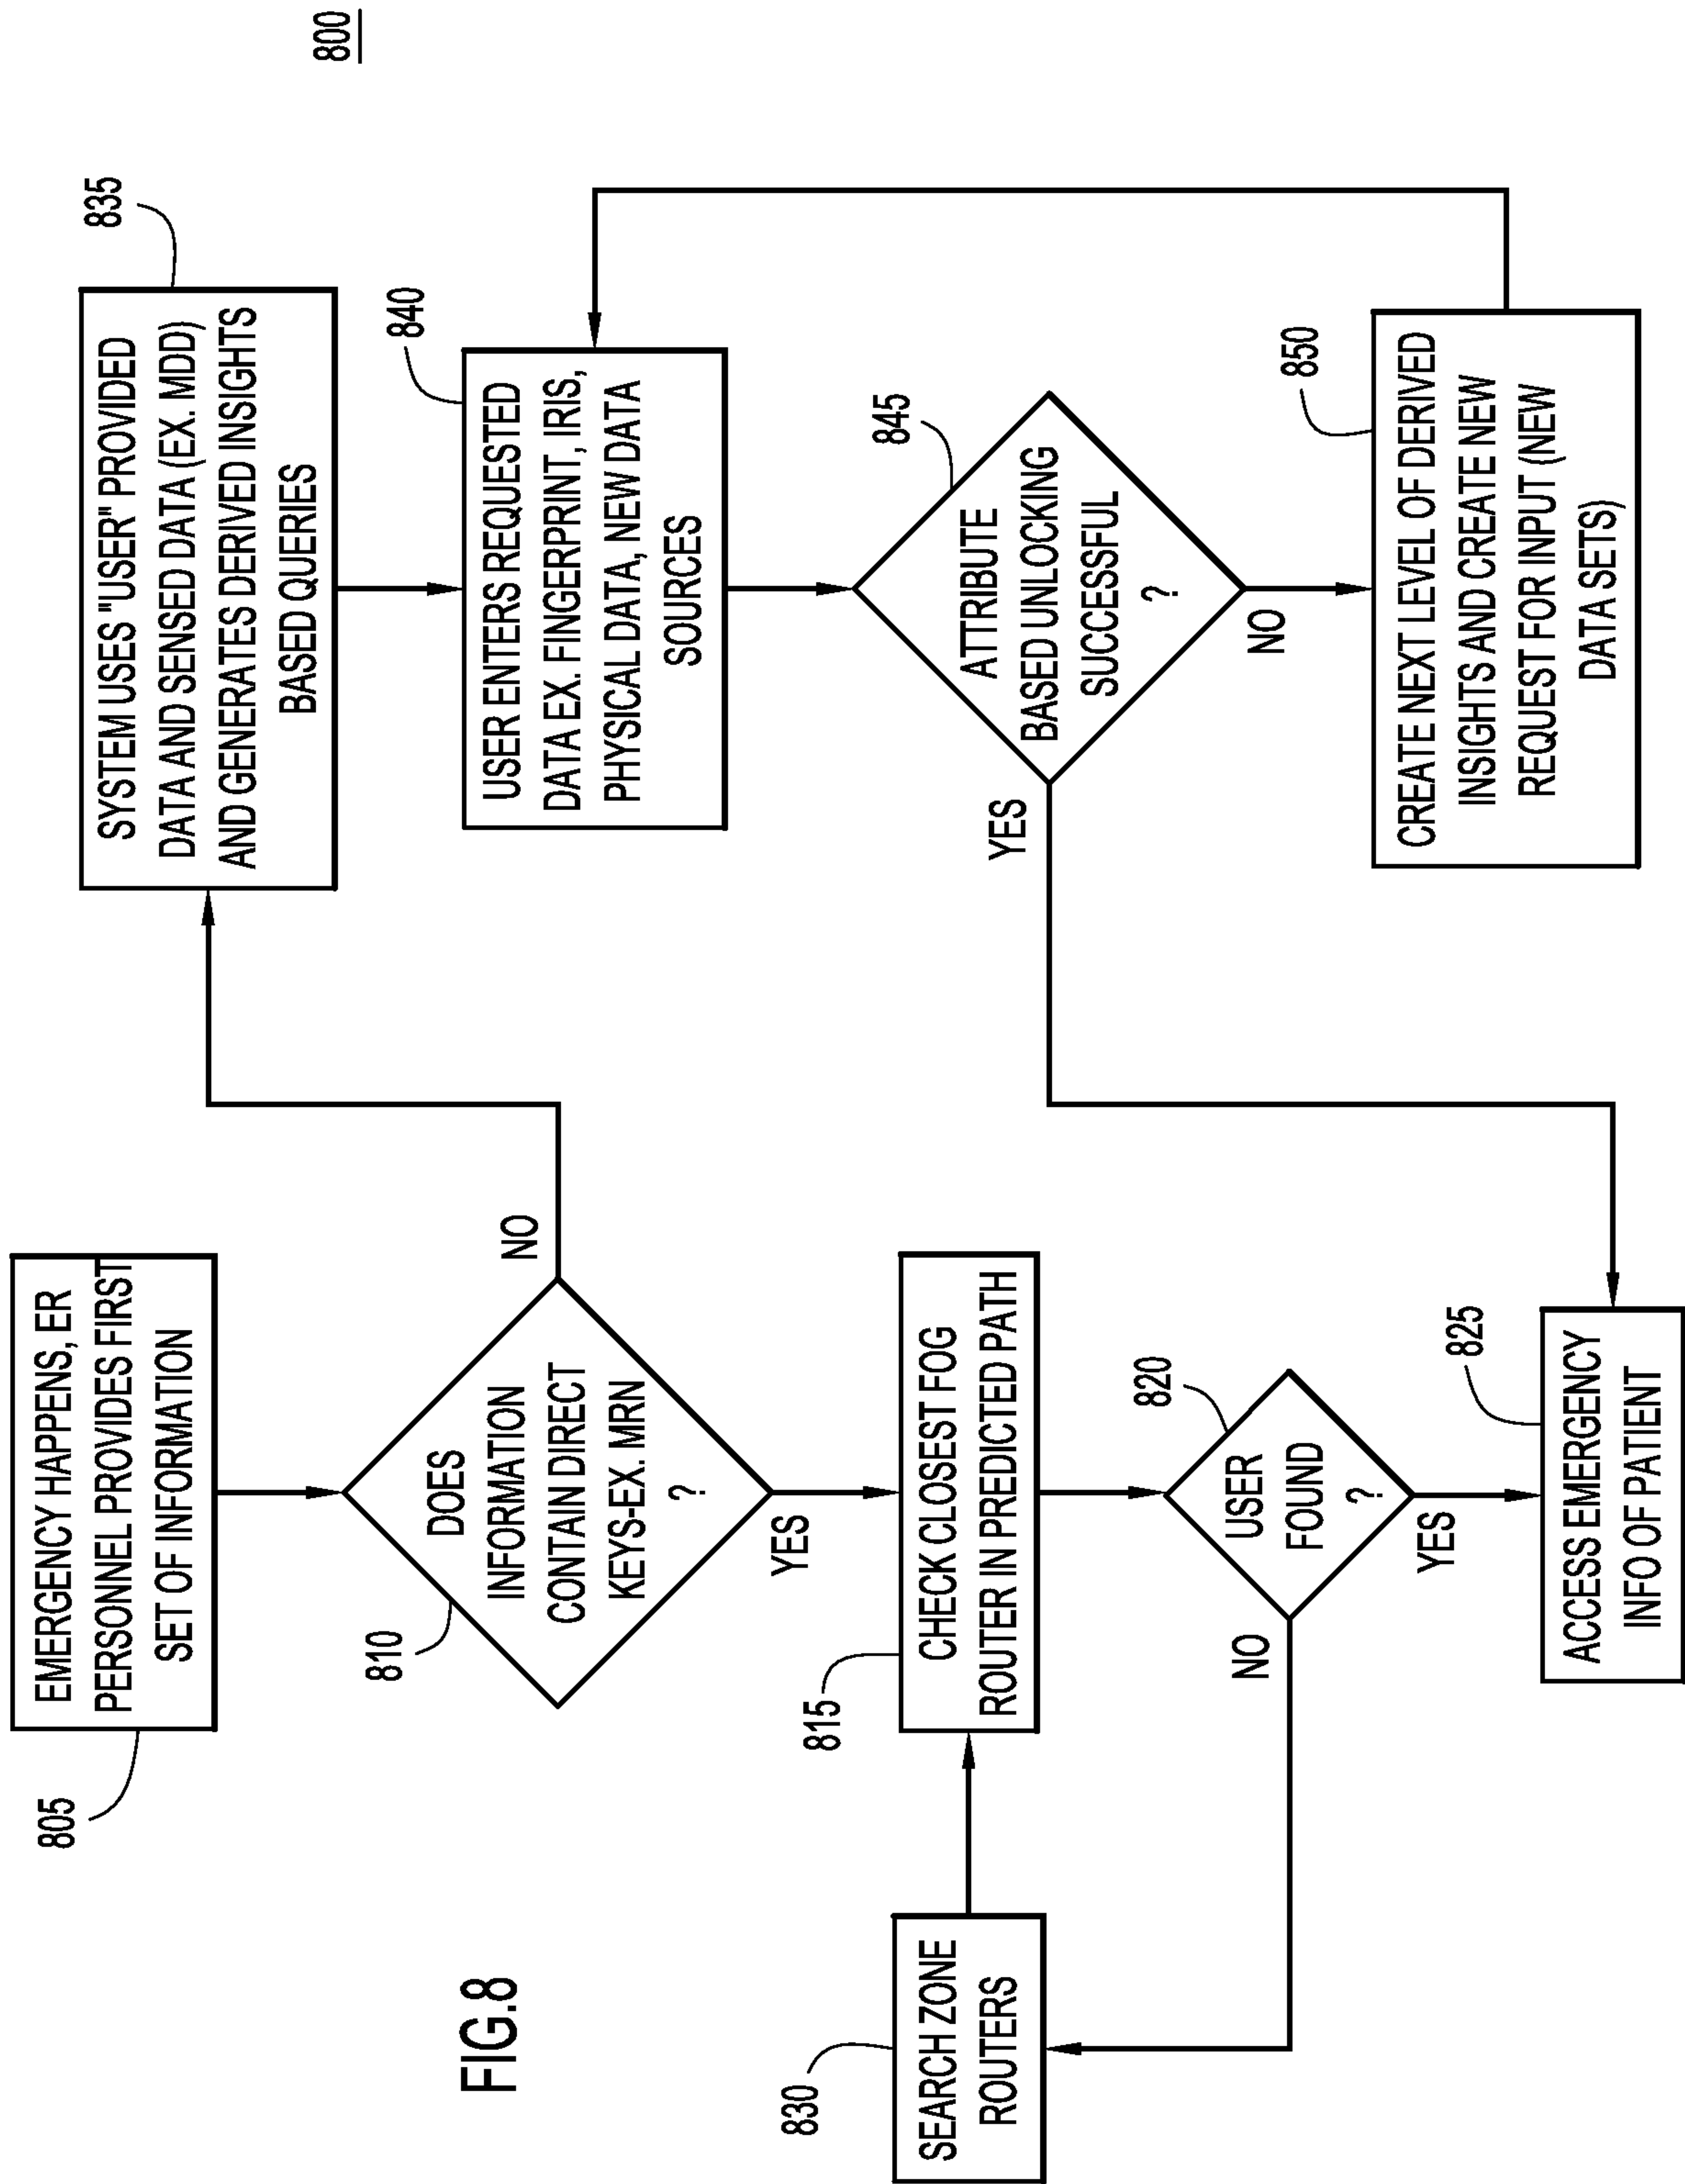 800
FIG.8
805
EMERGENCY HAPPENS, ER
PERSONNEL PROVIDES FIRST
SET OF INFORMATION
810
DOES
INFORMATION
CONTAIN DIRECT
KEYS-EX. MRN
?
NO
YES
815
CHECK CLOSEST FOG
ROUTER IN PREDICTED PATH
820
USER
FOUND
?
NO
YES
825
ACCESS EMERGENCY
INFO OF PATIENT
830
SEARCH ZONE
ROUTERS
835
SYSTEM USES "USER" PROVIDED
DATA AND SENSED DATA (EX. MDD)
AND GENERATES DERIVED INSIGHTS
BASED QUERIES
840
USER ENTERS REQUESTED
DATA EX. FINGERPRINT, IRIS,
PHYSICAL DATA, NEW DATA
SOURCES
845
ATTRIBUTE
BASED UNLOCKING
SUCCESSFUL
?
YES
NO
850
CREATE NEXT LEVEL OF DERIVED
INSIGHTS AND CREATE NEW
REQUEST FOR INPUT (NEW
DATA SETS)